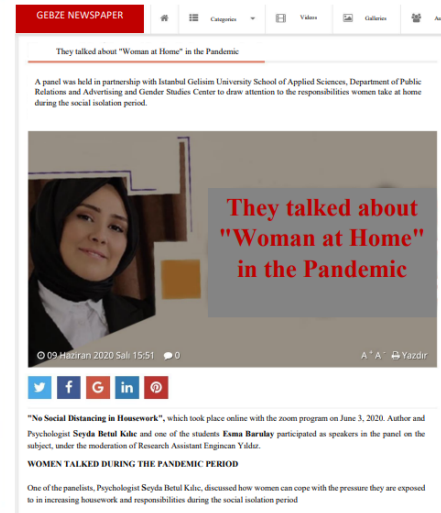 GEBZE NEWSPAPER
Categories
Videos
Galleries
They talked about "Woman at Home" in the Pandemic
A panel was held in partnership with Istanbul Gelisim University School of Applied Sciences, Department of Public
Relations and Advertising and Gender Studies Center to draw attention to the responsibilities women take at home
during the social isolation period.
They talked about
"Woman at Home"
in the Pandemic
09 Haziran 2020 Salı 15:51 0
A+ A- Yazdır
"No Social Distancing in Housework", which took place online with the zoom program on June 3, 2020. Author and
Psychologist Seyda Betul Kılıc and one of the students Esma Barulay participated as speakers in the panel on the
subject, under the moderation of Research Assistant Engincan Yıldız.
WOMEN TALKED DURING THE PANDEMIC PERIOD
One of the panelists, Psychologist Seyda Betul Kılıc, discussed how women can cope with the pressure they are exposed
to in increasing housework and responsibilities during the social isolation period